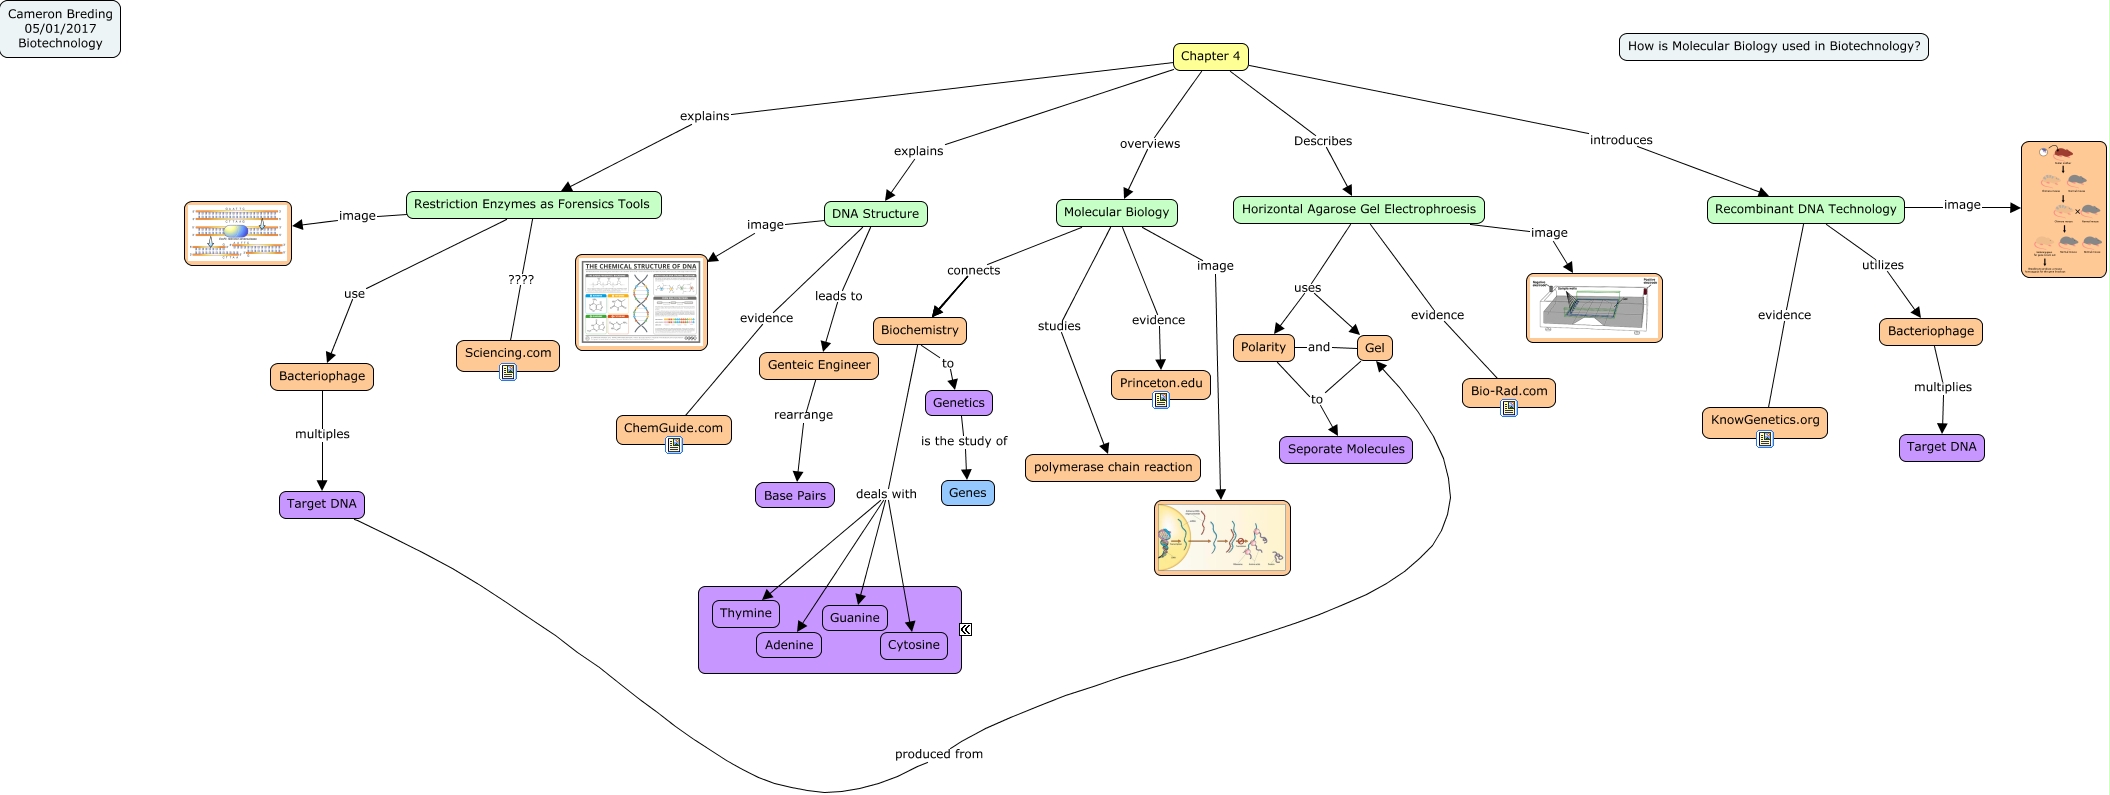 Cameron Breding
05/01/2017
Biotechnology
How is Molecular Biology used in Biotechnology?
Chapter 4
explains
explains
overviews
Describes
introduces
Restriction Enzymes as Forensics Tools
DNA Structure
Molecular Biology
Horizontal Agarose Gel Electrophroesis
Recombinant DNA Technology
image
image
connects
image
image
image
use
????
evidence
leads to
studies
evidence
uses
evidence
evidence
utilizes
THE CHEMICAL STRUCTURE OF DNA
Bacteriophage
Sciencing.com
ChemGuide.com
Genteic Engineer
Biochemistry
to
Genetics
is the study of
Genes
Princeton.edu
polymerase chain reaction
Polarity
and
Gel
to
Seporate Molecules
Bio-Rad.com
KnowGenetics.org
Bacteriophage
multiplies
Target DNA
multiples
Target DNA
rearrange
Base Pairs
deals with
Thymine
Guanine
Adenine
Cytosine
produced from